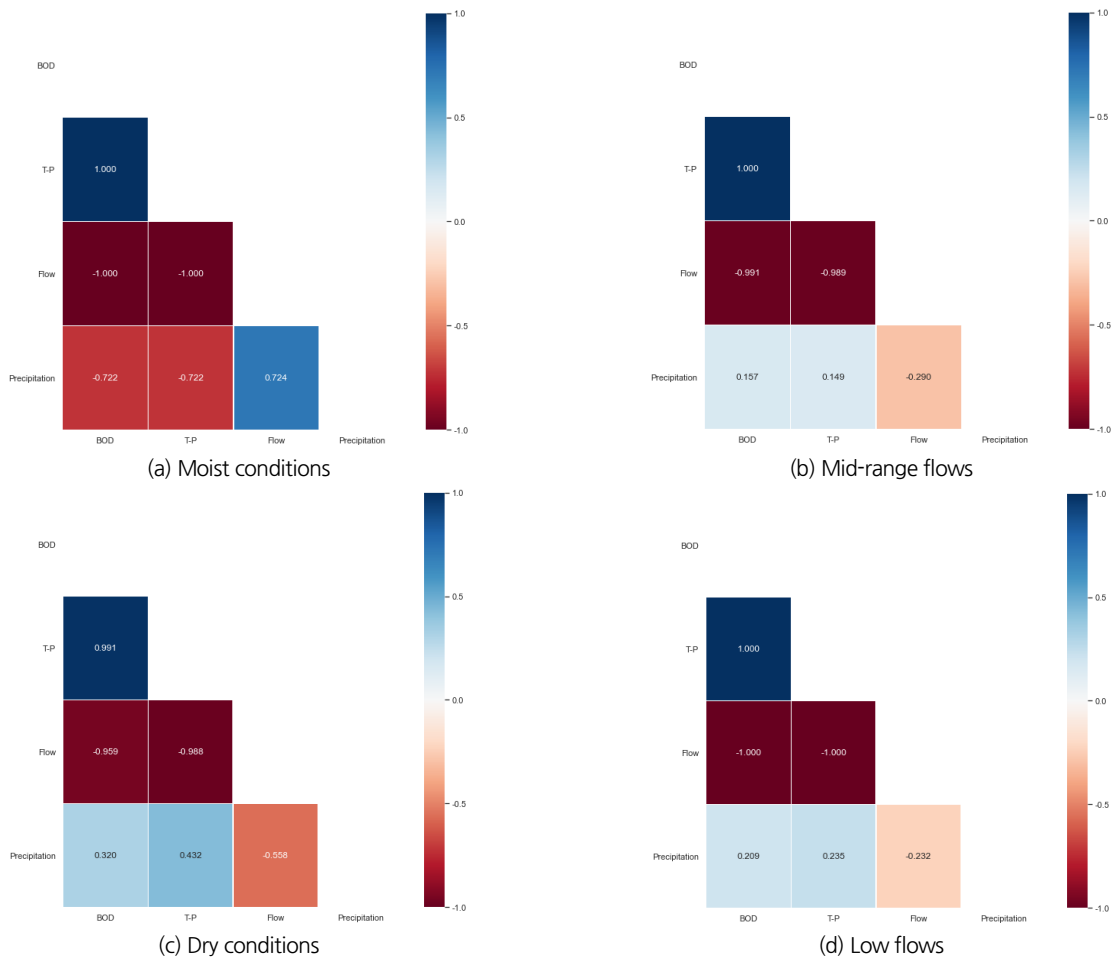 1.0
BOD
0.5
T-P
1.000
0.0
Flow
-1.000 -1.000
-0.5
Precipitation
-0.722 -0.722 0.724
-1.0
BOD T-P Flow Precipitation
(a) Moist conditions
1.0
BOD
0.5
T-P
1.000
0.0
Flow
-0.991 -0.989
-0.5
Precipitation
0.157 0.149 -0.290
-1.0
BOD T-P Flow Precipitation
(b) Mid-range flows
1.0
BOD
0.5
T-P
0.991
0.0
Flow
-0.959 -0.988
-0.5
Precipitation
0.320 0.432 -0.558
-1.0
BOD T-P Flow Precipitation
(c) Dry conditions
1.0
BOD
0.5
T-P
1.000
0.0
Flow
-1.000 -1.000
-0.5
Precipitation
0.209 0.235 -0.232
-1.0
BOD T-P Flow Precipitation
(d) Low flows